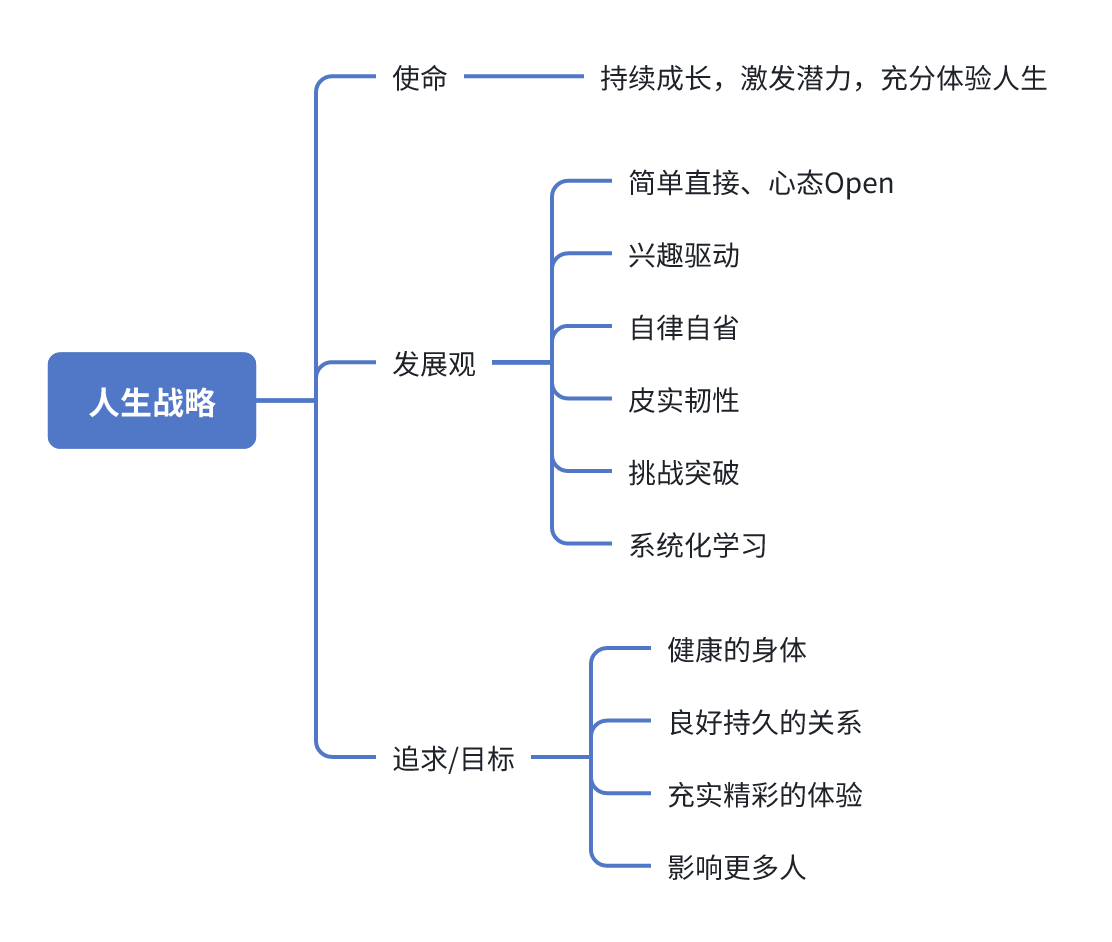 人生战略
使命
持续成长，激发潜力，充分体验人生
发展观
简单直接、心态Open
兴趣驱动
自律自省
皮实韧性
挑战突破
系统化学习
追求/目标
健康的身体
良好持久的关系
充实精彩的体验
影响更多人